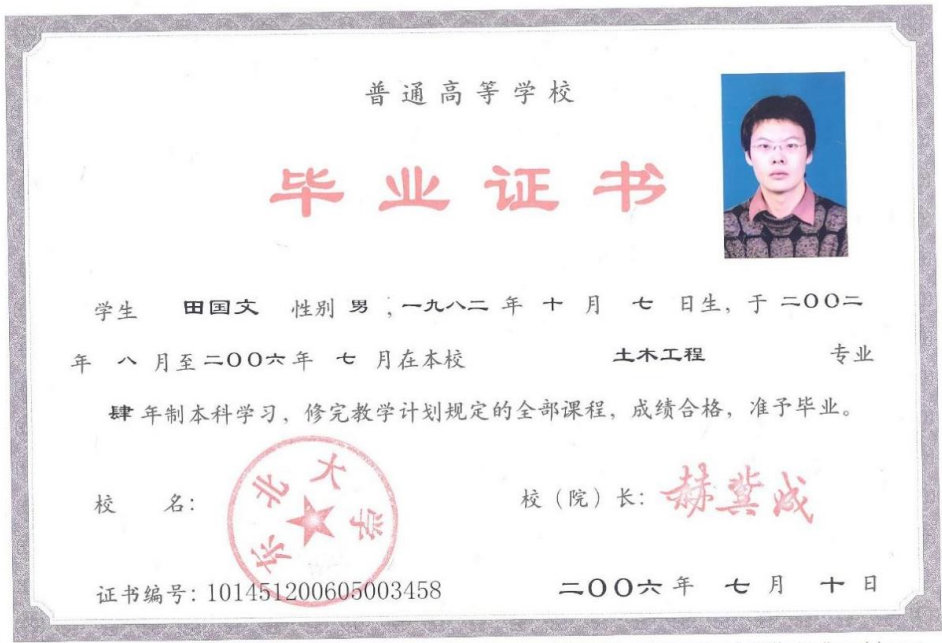 普通高等学校
毕业证书
学生 田国文 性别 男，一九八二 年 十 月 七 日生，于 二〇〇二
年 八 月至 二〇〇六 年 七 月在本校 土木工程 专业
肆 年制本科学习，修完教学计划规定的全部课程，成绩合格，准予毕业。
东北大学
校 名： 校（院）长：赫冀成
证书编号：101451200605003458 二〇〇六 年 七 月 十 日